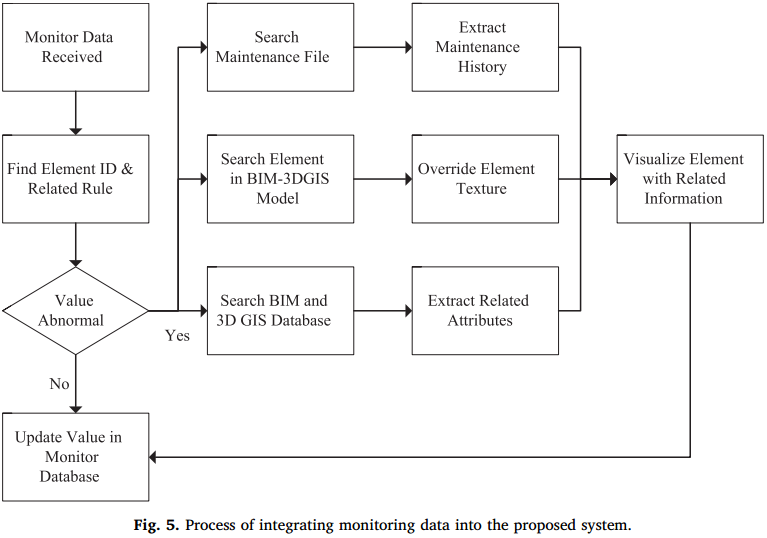 Monitor Data
Received
Search
Maintenance File
Extract
Maintenance
History
Find Element ID &
Related Rule
Search Element
in BIM-3DGIS
Model
Override Element
Texture
Visualize Element
with Related
Information
Value
Abnormal
Yes
Search BIM and
3D GIS Database
Extract Related
Attributes
No
Update Value in
Monitor
Database
Fig. 5. Process of integrating monitoring data into the proposed system.